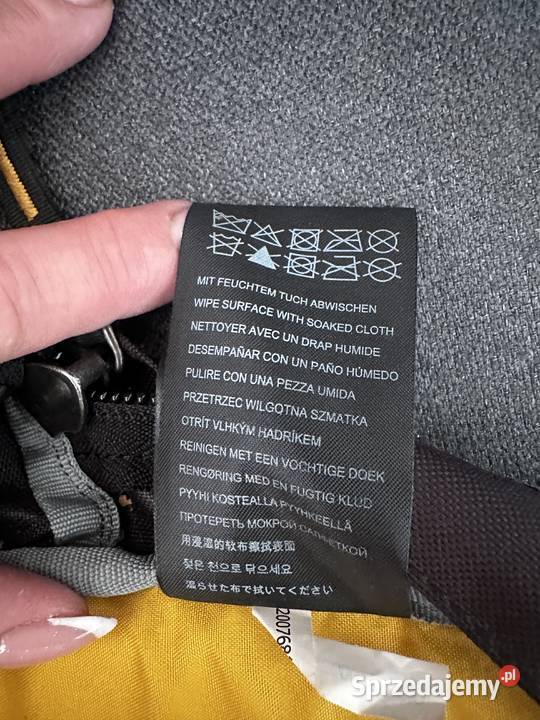 MIT FEUCHTEM TUCH ABWISCHEN
WIPE SURFACE WITH SOAKED CLOTH
NETTOYER AVEC UN DRAP HUMIDE
DESEMPAÑAR CON UN PAÑO HÚMEDO
PULIRE CON UNA PEZZA UMIDA
PRZETRZEC WILGOTNA SZMATKA
OTRÍT VLHKÝM HADRÍKEM
REINIGEN MET EEN VOCHTIGE DOEK
RENGØRING MED EN FUGTIG KLUD
PYYHI KOSTEALLA PYYHKEELLÄ
ПРОТЕРЕТЬ МОКРОЙ САЛФЕТКОЙ
用浸湿的软布擦拭表面
젖은 천으로 닦으세요
湿らせた布で拭いてください
Sprzedajemy.pl